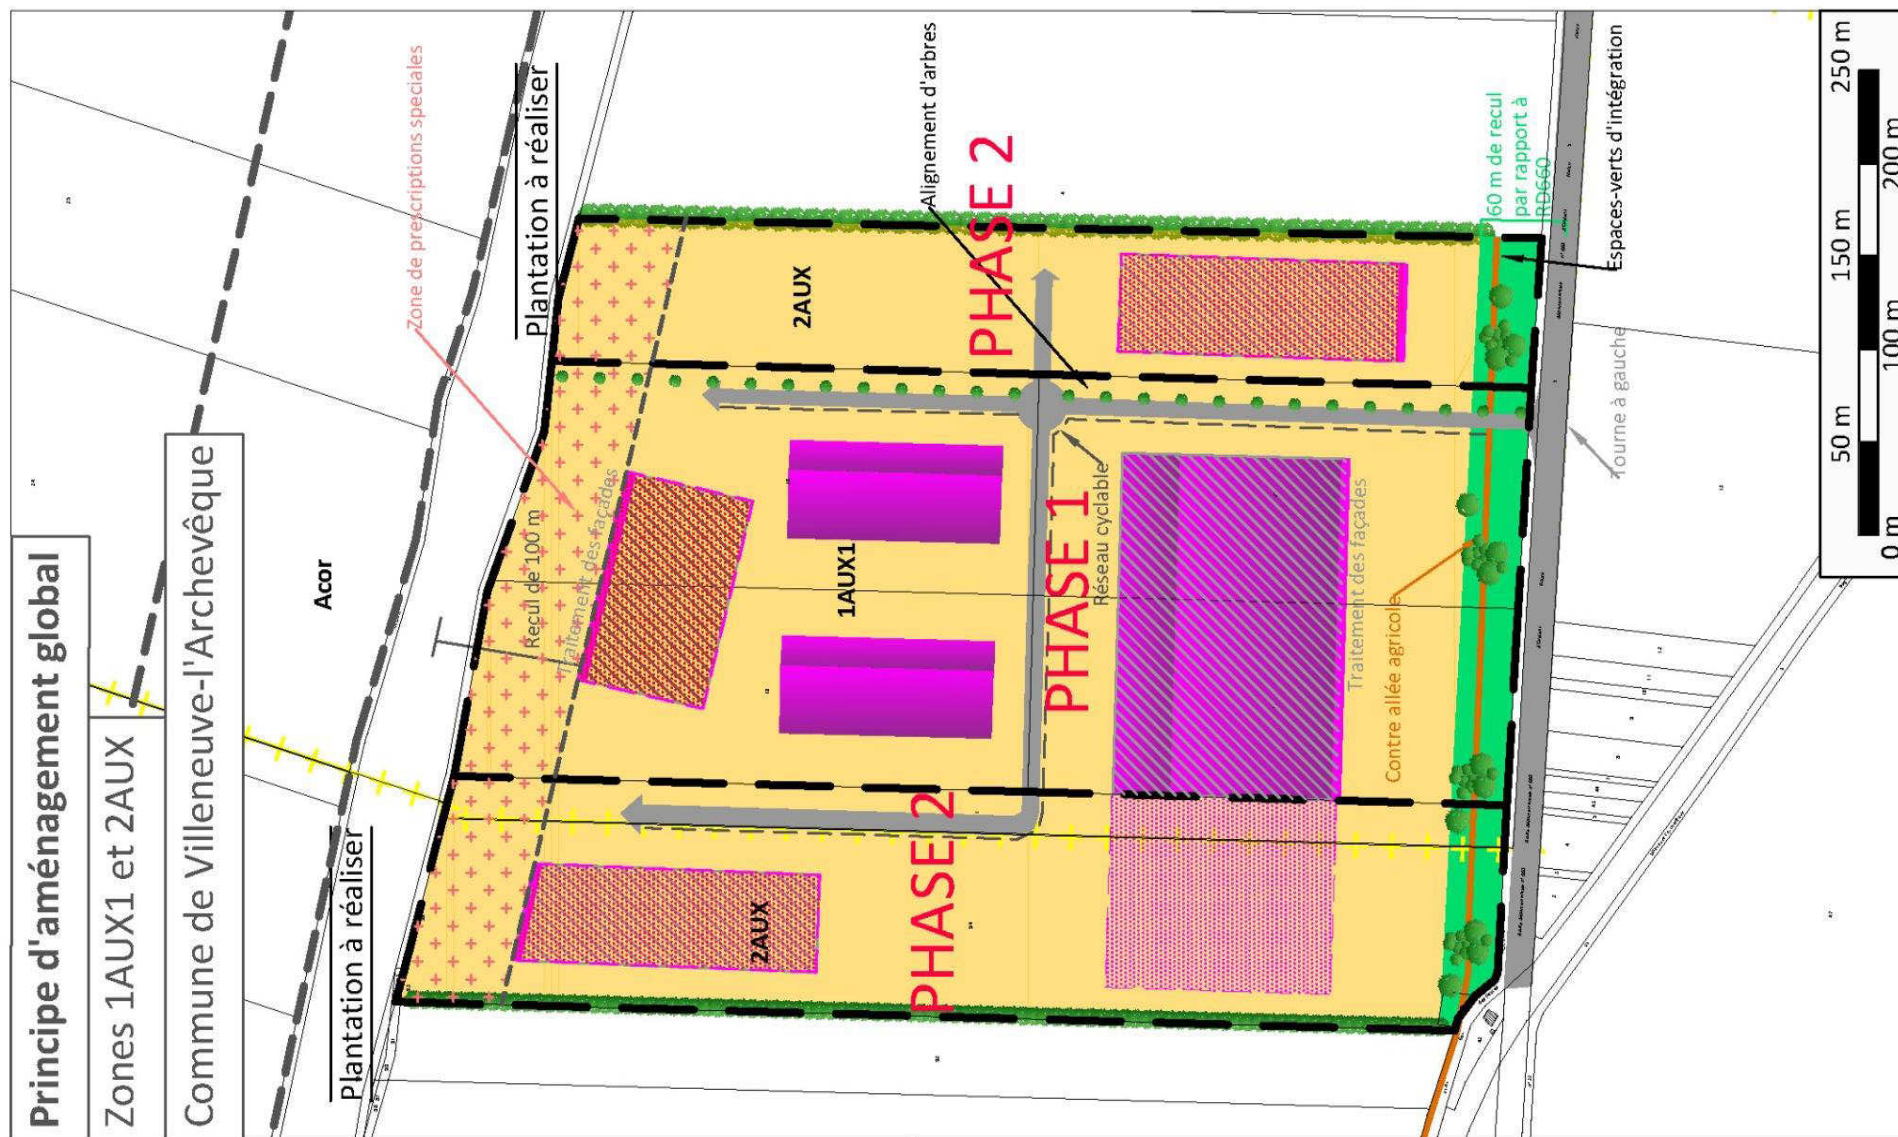 Principe d'aménagement global
Zones 1AUX1 et 2AUX
Commune de Villeneuve-l'Archevêque
Acor
Plantation à réaliser
Plantation à réaliser
Zone de prescriptions speciales
Recul de 100 m
Traitement des façades
2AUX
1AUX1
2AUX
Alignement d'arbres
PHASE 2
PHASE 1
PHASE 2
Réseau cyclable
Traitement des façades
Contre allée agricole
60 m de recul
par rapport à
RD660
Espaces-verts d'intégration
Tourne à gauche
0 m
50 m
100 m
150 m
200 m
250 m